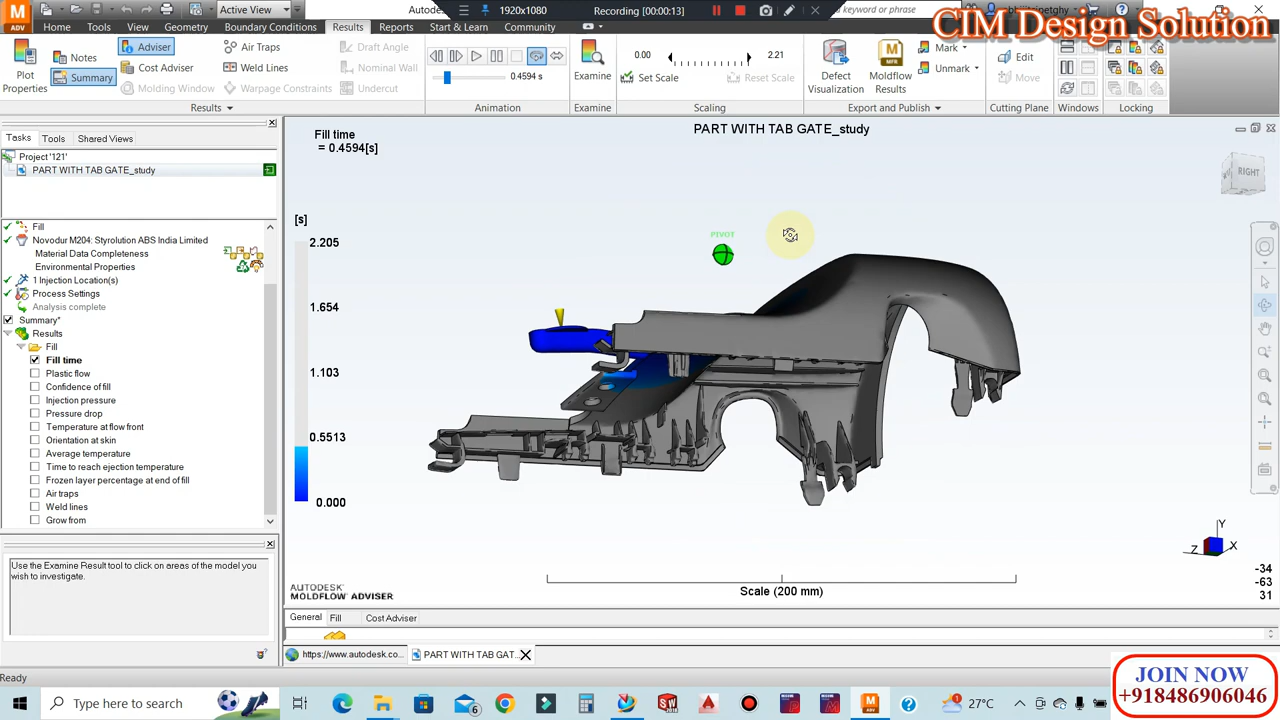 Active View
Autodes
1920x1080
Recording [00:00:13]
keyword or phrase
CIM Design Solution
ADV
Home Tools View Geometry Boundary Conditions Results Reports Start & Learn Community
Plot Properties
Notes
Summary
Adviser
Cost Adviser
Molding Window
Air Traps
Weld Lines
Warpage Constraints
Draft Angle
Nominal Wall
Undercut
Results
0.4594 [s]
Animation
Examine
Examine
0.00
2.21
Set Scale
Reset Scale
Scaling
Defect Visualization
Moldflow Results
Mark
Unmark
Export and Publish
Edit
Move
Cutting Plane
Windows
Locking
Tasks Tools Shared Views
Project '121'
PART WITH TAB GATE_study
Fill
Novodur M204: Styrolution ABS India Limited
Material Data Completeness
Environmental Properties
1 Injection Location(s)
Process Settings
Analysis complete
Summary*
Results
Fill
Fill time
Plastic flow
Confidence of fill
Injection pressure
Pressure drop
Temperature at flow front
Orientation at skin
Average temperature
Time to reach ejection temperature
Frozen layer percentage at end of fill
Air traps
Weld lines
Grow from
Use the Examine Result tool to click on areas of the model you
wish to investigate.
Fill time
= 0.4594[s]
PART WITH TAB GATE_study
[s]
2.205
1.654
1.103
0.5513
0.000
PIVOT
RIGHT
Y
Z
X
-34
-63
31
AUTODESK
MOLDFLOW ADVISER
Scale (200 mm)
General Fill Cost Adviser
https://www.autodesk.co...
PART WITH TAB GAT...
Ready
JOIN NOW
+918486906046
Type here to search
6
27°C